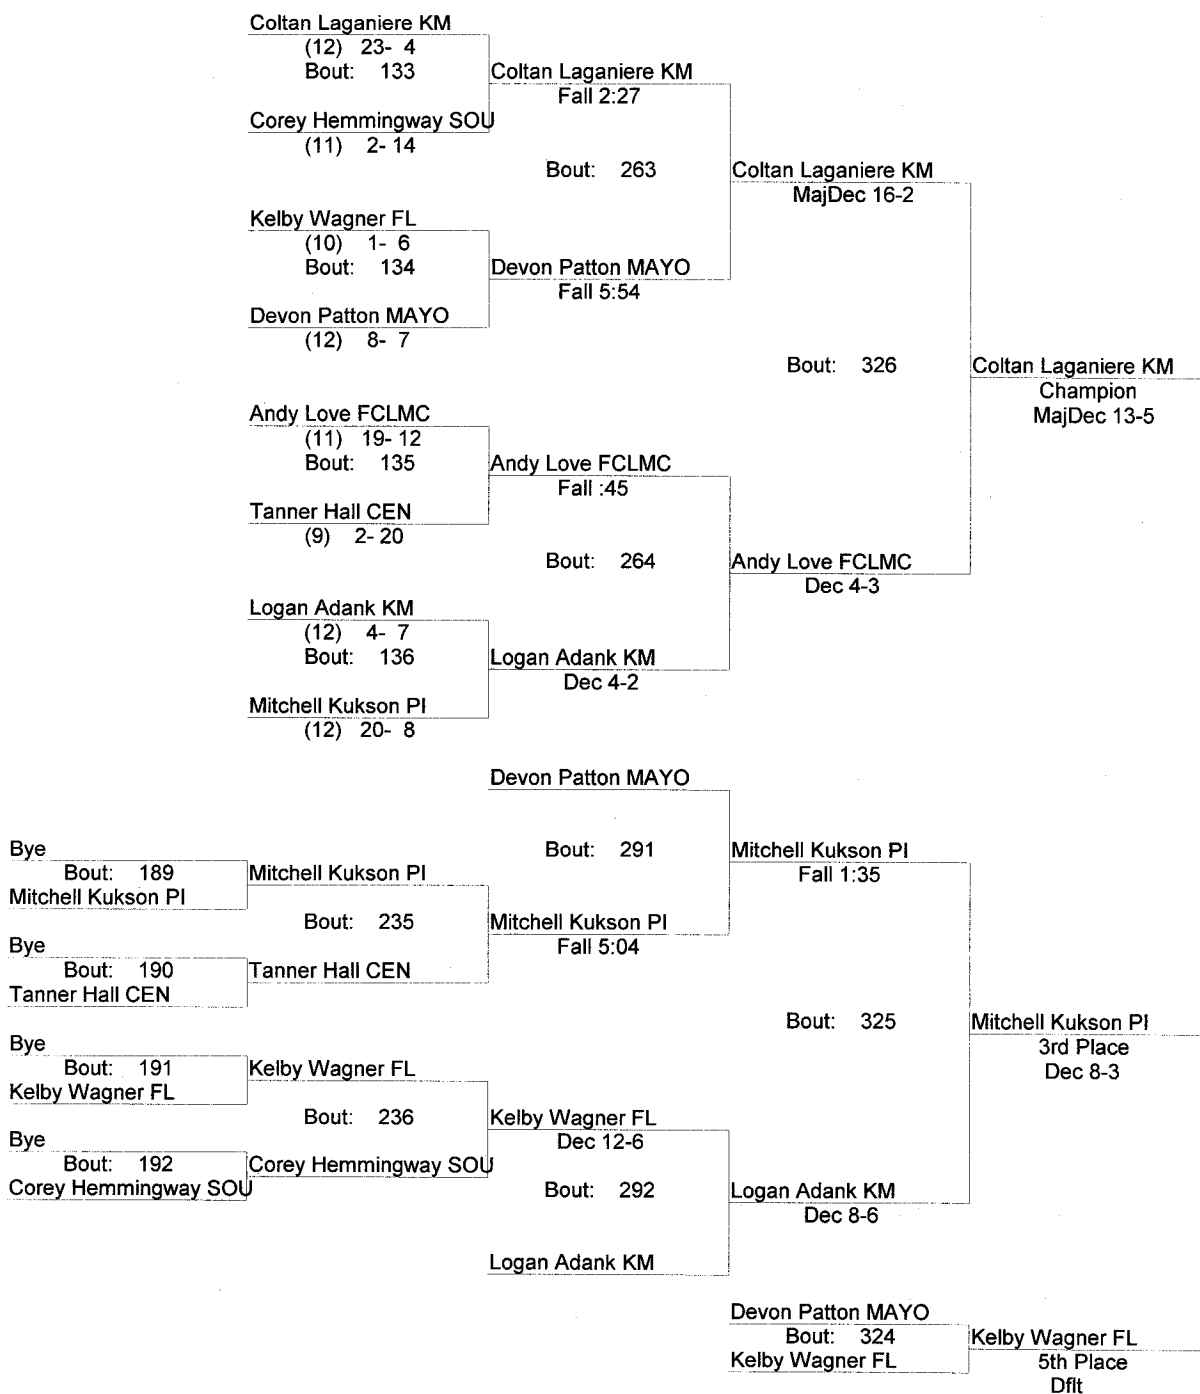 Coltan Laganiere KM
(12) 23- 4
Bout: 133
Coltan Laganiere KM
Fall 2:27
Corey Hemmingway SOU
(11) 2- 14
Bout: 263
Coltan Laganiere KM
MajDec 16-2
Kelby Wagner FL
(10) 1- 6
Bout: 134
Devon Patton MAYO
Fall 5:54
Devon Patton MAYO
(12) 8- 7
Bout: 326
Coltan Laganiere KM
Champion
MajDec 13-5
Andy Love FCLMC
(11) 19- 12
Bout: 135
Andy Love FCLMC
Fall :45
Tanner Hall CEN
(9) 2- 20
Bout: 264
Andy Love FCLMC
Dec 4-3
Logan Adank KM
(12) 4- 7
Bout: 136
Logan Adank KM
Dec 4-2
Mitchell Kukson PI
(12) 20- 8
Devon Patton MAYO
Bout: 291
Mitchell Kukson PI
Fall 1:35
Bye
Bout: 189
Mitchell Kukson PI
Mitchell Kukson PI
Bout: 235
Mitchell Kukson PI
Fall 5:04
Bye
Bout: 190
Tanner Hall CEN
Tanner Hall CEN
Bout: 325
Mitchell Kukson PI
3rd Place
Dec 8-3
Bye
Bout: 191
Kelby Wagner FL
Kelby Wagner FL
Bout: 236
Kelby Wagner FL
Dec 12-6
Bye
Bout: 192
Corey Hemmingway SOU
Corey Hemmingway SOU
Bout: 292
Logan Adank KM
Dec 8-6
Logan Adank KM
Devon Patton MAYO
Bout: 324
Kelby Wagner FL
Kelby Wagner FL
5th Place
Dflt